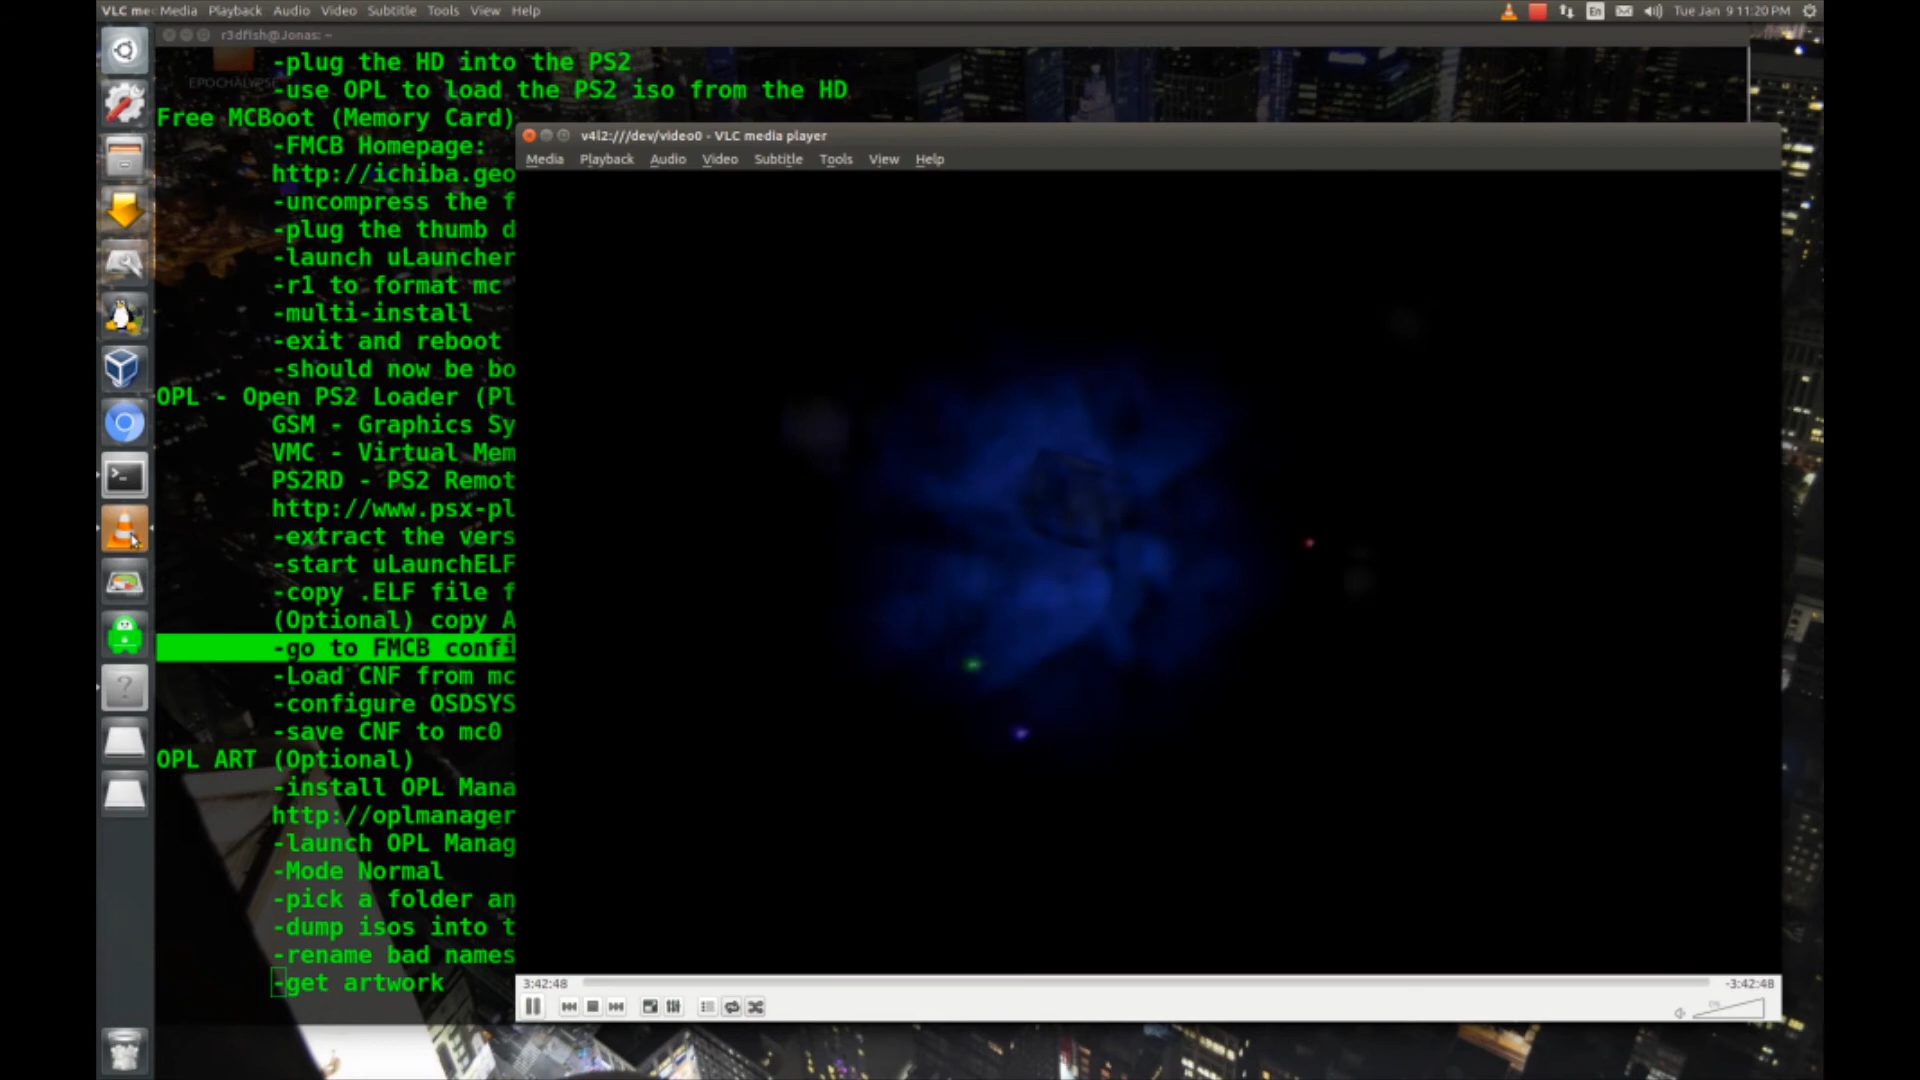 VLC me Media Playback Audio Video Subtitle Tools View Help
En Tue Jan 9 11:20 PM
r3dfish@Jonas: ~
-plug the HD into the PS2
-use OPL to load the PS2 iso from the HD
Free MCBoot (Memory Card)
-FMCB Homepage:
http://ichiba.geo
-uncompress the f
-plug the thumb d
-launch uLauncher
-r1 to format mc
-multi-install
-exit and reboot
-should now be bo
OPL - Open PS2 Loader (Pl
GSM - Graphics Sy
VMC - Virtual Mem
PS2RD - PS2 Remot
http://www.psx-pl
-extract the vers
-start uLaunchELF
-copy .ELF file f
(Optional) copy A
-go to FMCB confi
-Load CNF from mc
-configure OSDSYS
-save CNF to mc0
OPL ART (Optional)
-install OPL Mana
http://oplmanager
-launch OPL Manag
-Mode Normal
-pick a folder an
-dump isos into t
-rename bad names
-get artwork
v4l2:///dev/video0 - VLC media player
Media Playback Audio Video Subtitle Tools View Help
3:42:48
-3:42:48
0%